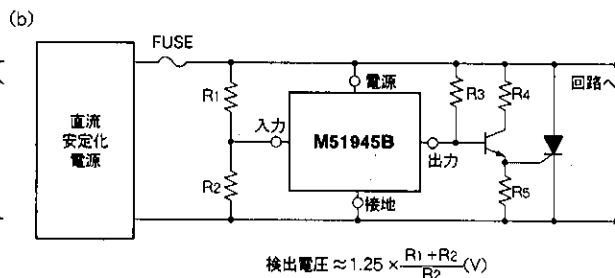 (b)
FUSE
直流
安定化
電源
R1
R2
入力
電源
M51945B
出力
接地
R3
R4
R5
回路へ
検出電圧≈1.25×\frac{R1+R2}{R2}(V)